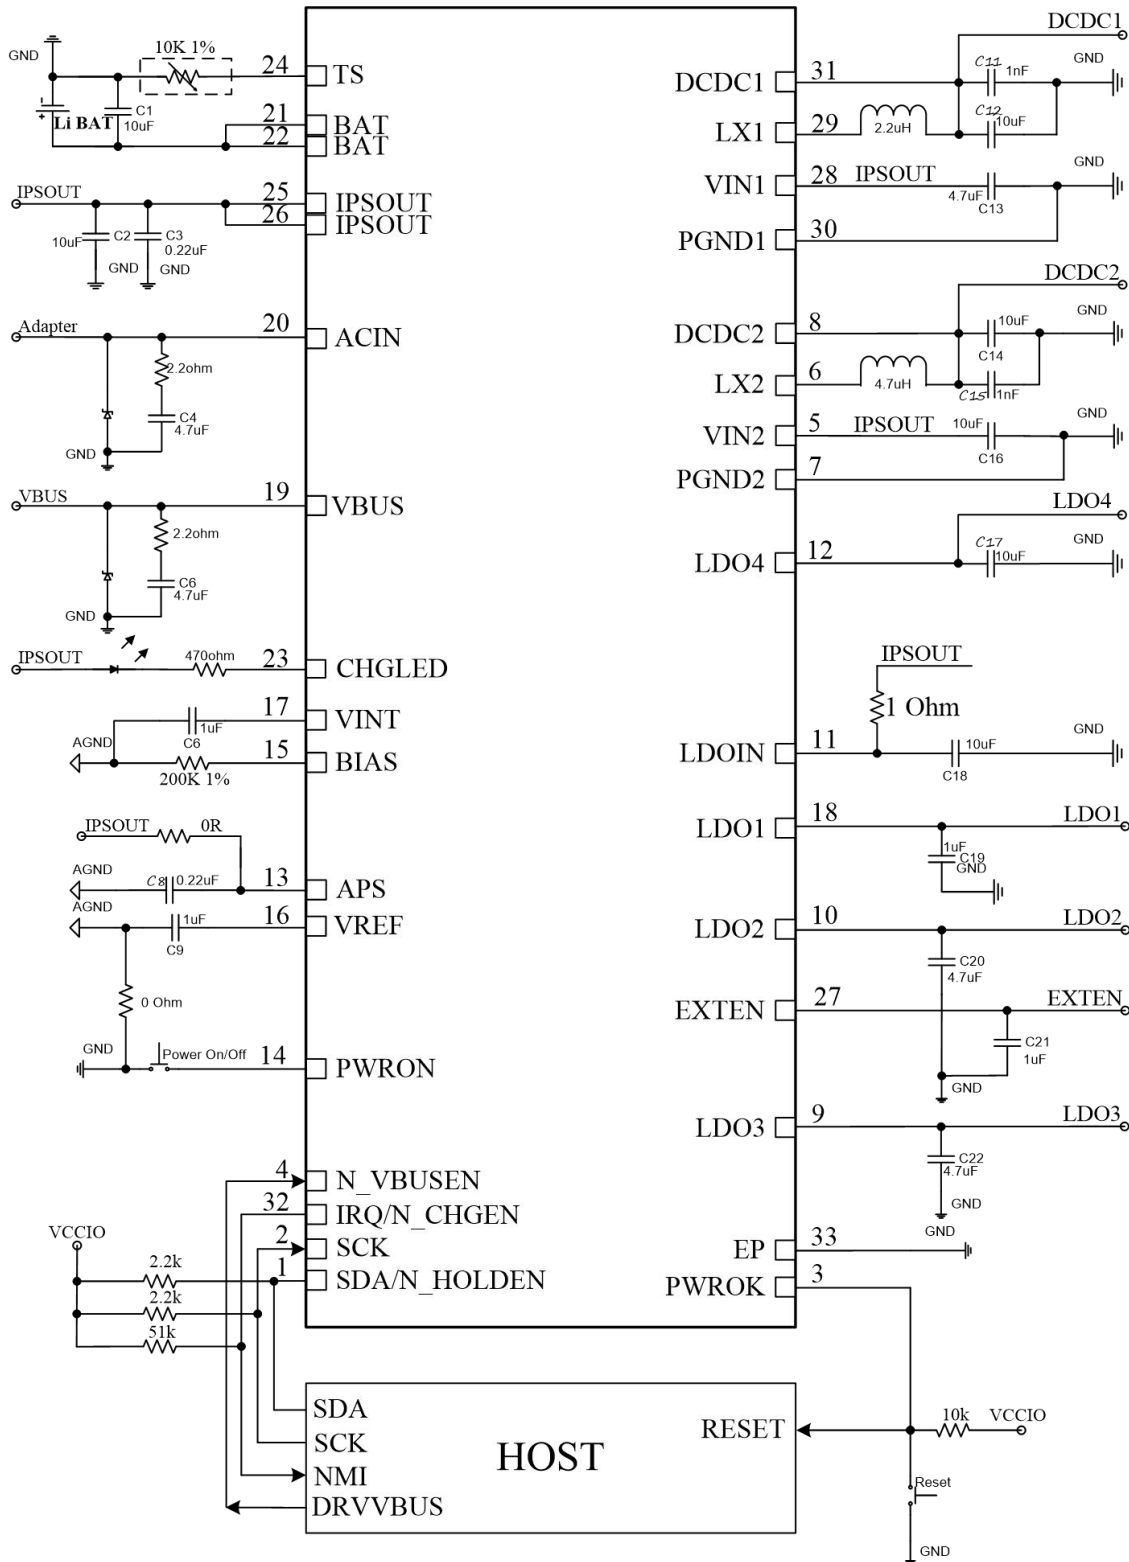 GND
10K 1%
24
TS
C1
10uF
- + Li BAT
21
BAT
22
BAT
IPSOUT
25
IPSOUT
26
IPSOUT
10uF
C2
C3
0.22uF
GND
GND
Adapter
20
ACIN
2.2ohm
C4
4.7uF
GND
VBUS
19
VBUS
2.2ohm
C6
4.7uF
GND
IPSOUT
470ohm
23
CHGLED
17
VINT
1uF
C6
AGND
15
BIAS
200K 1%
IPSOUT
0R
AGND
C8
0.22uF
13
APS
AGND
1uF
16
VREF
C9
0 Ohm
GND
Power On/Off
14
PWRON
4
N_VBUSEN
32
IRQ/N_CHGEN
VCCIO
2
SCK
2.2k
1
SDA/N_HOLDEN
2.2k
51k
DCDC1
C11
GND
31
DCDC1
1nF
C12
10uF
29
LX1
2.2uH
GND
28
IPSOUT
VIN1
4.7uF
C13
30
PGND1
DCDC2
GND
10uF
8
DCDC2
C14
6
LX2
4.7uH
C15
1nF
GND
5
IPSOUT
10uF
VIN2
C16
7
PGND2
LDO4
C17
GND
12
10uF
LDO4
IPSOUT
1 Ohm
GND
11
10uF
LDOIN
C18
18
LDO1
LDO1
1uF
C19
GND
10
LDO2
LDO2
C20
4.7uF
27
EXTEN
EXTEN
C21
1uF
GND
9
LDO3
LDO3
C22
4.7uF
GND
GND
33
EP
3
PWROK
SDA
SCK
NMI
DRVVBUS
HOST
RESET
10k
VCCIO
Reset
GND